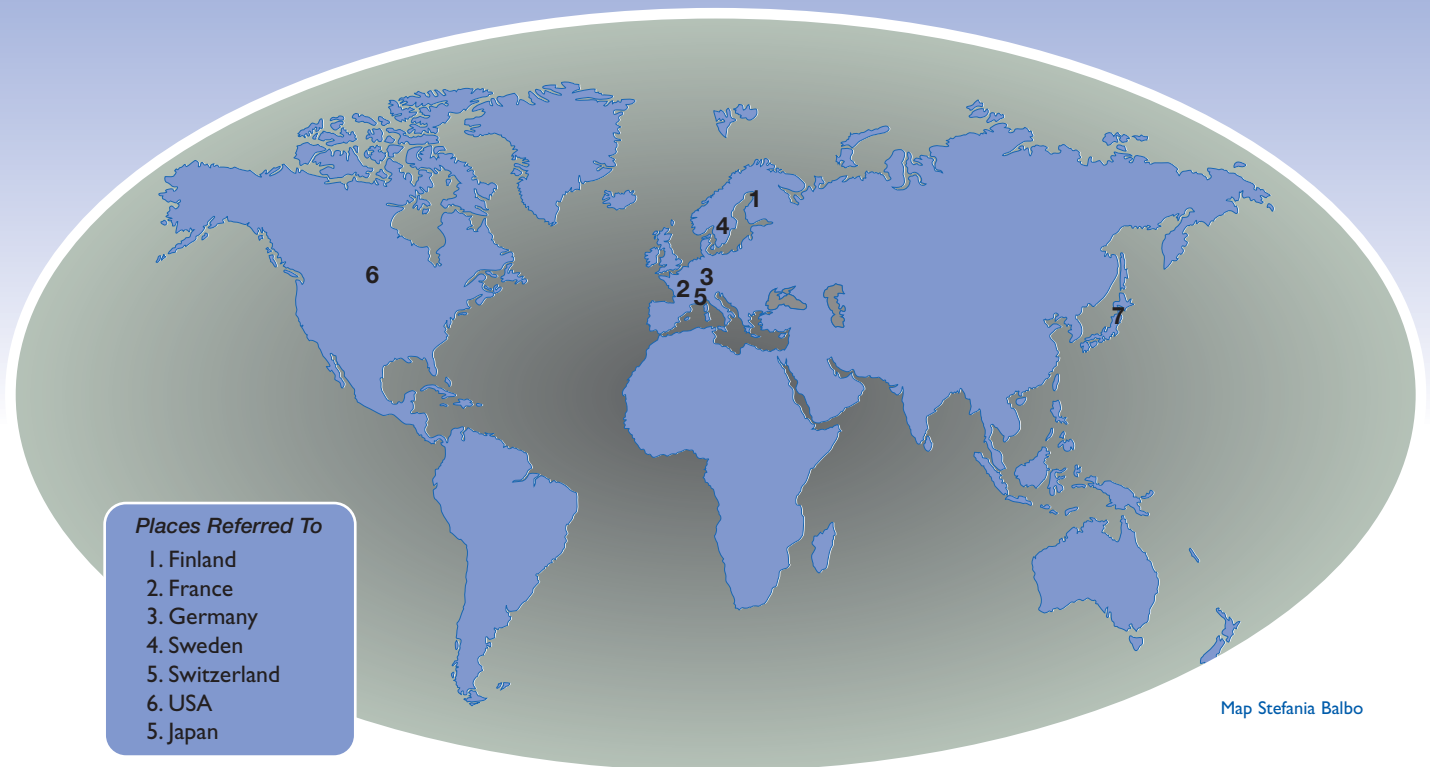 1
4
6
3
2
5
7
Places Referred To
1. Finland
2. France
3. Germany
4. Sweden
5. Switzerland
6. USA
5. Japan
Map Stefania Balbo